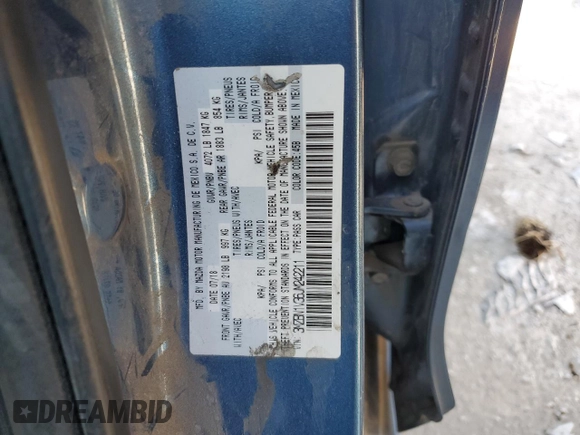 MFD. BY MAZDA MOTOR MANUFACTURING DE MEXICO S.A. DE C.V.
DATE 07/18 GVWR/PNBV 4072 LB 1847 KG
FRONT GAWR/PNBE AV 2198 LB 997 KG REAR GAWR/PNBE AR 1883 LB 854 KG
WITH/AVEC TIRES/PNEUS WITH/AVEC TIRES/PNEUS
RIMS/JANTES RIMS/JANTES
KPA/ PSI COLD/A FROID KPA/ PSI COLD/A FROID
VEHICLE CONFORMS TO ALL APPLICABLE FEDERAL MOTOR VEHICLE SAFETY, BUMPER
THEFT PREVENTION STANDARDS IN EFFECT ON THE DATE OF MANUFACTURE SHOWN ABOVE
TYPE PASS CAR COLOR CODE 45B MADE IN MEXICO
DREAMBID